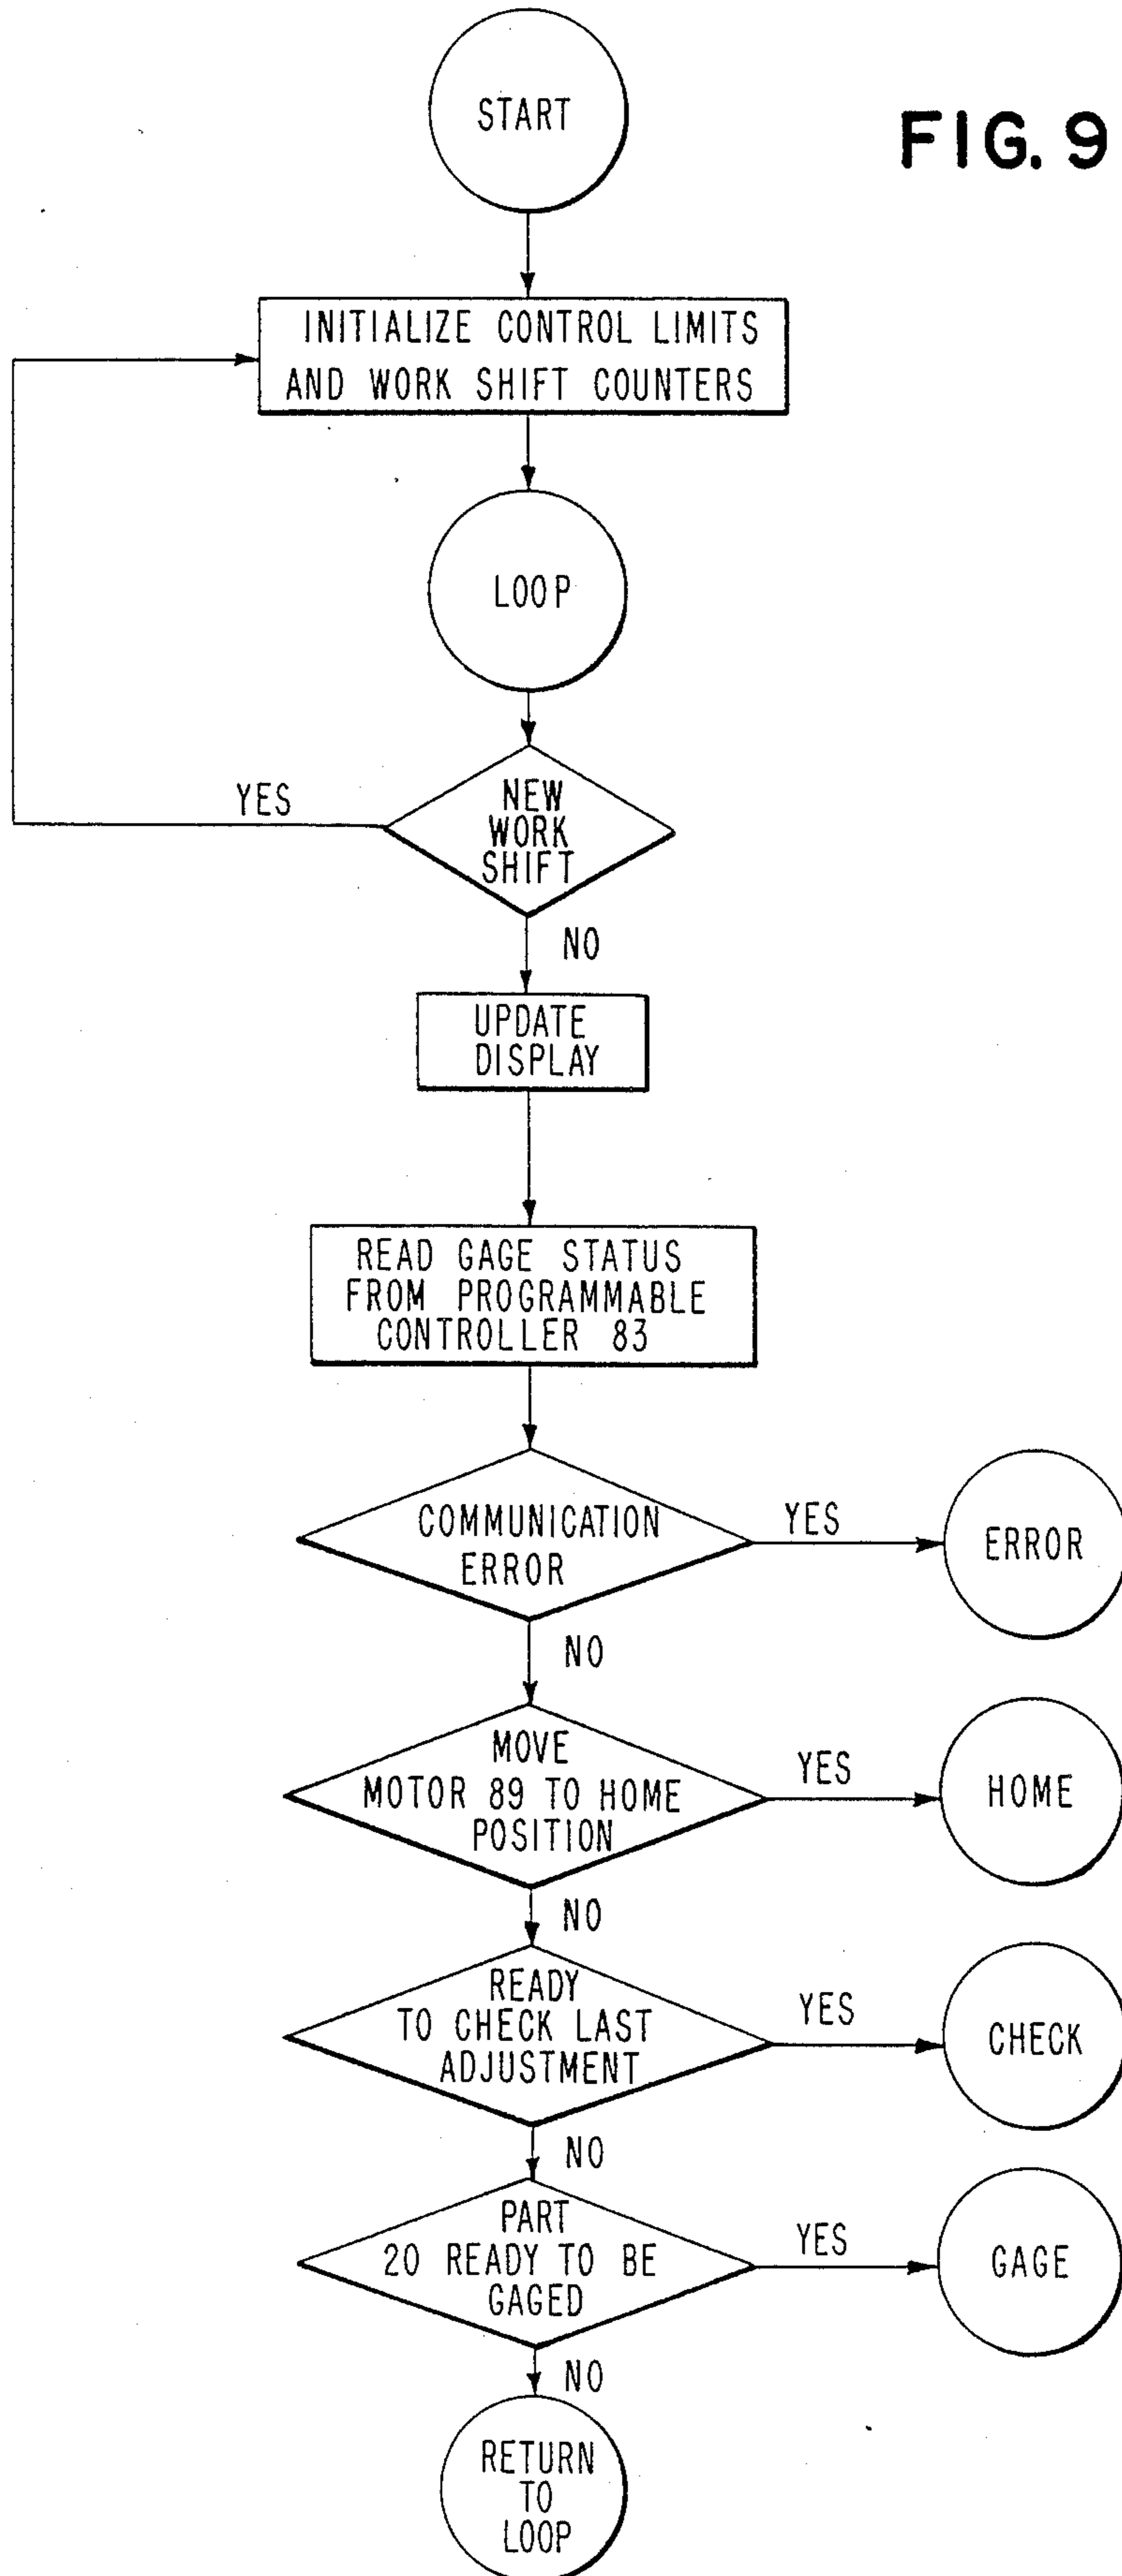 START
FIG. 9
INITIALIZE CONTROL LIMITS
AND WORK SHIFT COUNTERS
LOOP
NEW
WORK
SHIFT
YES
NO
UPDATE
DISPLAY
READ GAGE STATUS
FROM PROGRAMMABLE
CONTROLLER 83
COMMUNICATION
ERROR
YES
ERROR
NO
MOVE
MOTOR 89 TO HOME
POSITION
YES
HOME
NO
READY
TO CHECK LAST
ADJUSTMENT
YES
CHECK
NO
PART
20 READY TO BE
GAGED
YES
GAGE
NO
RETURN
TO
LOOP